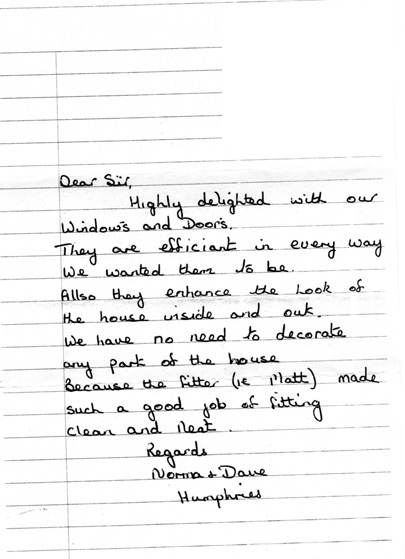 Dear Sir,
Highly delighted with our
Window's and Door's.
They are efficiant in every way
We wanted them to be.
Allso they enhance the Look of
the house inside and out.
We have no need to decorate
any part of the house
Because the fitter (ie Matt) made
such a good job of fitting
Clean and Neat.
Regards
Norma & Dave
Humphries